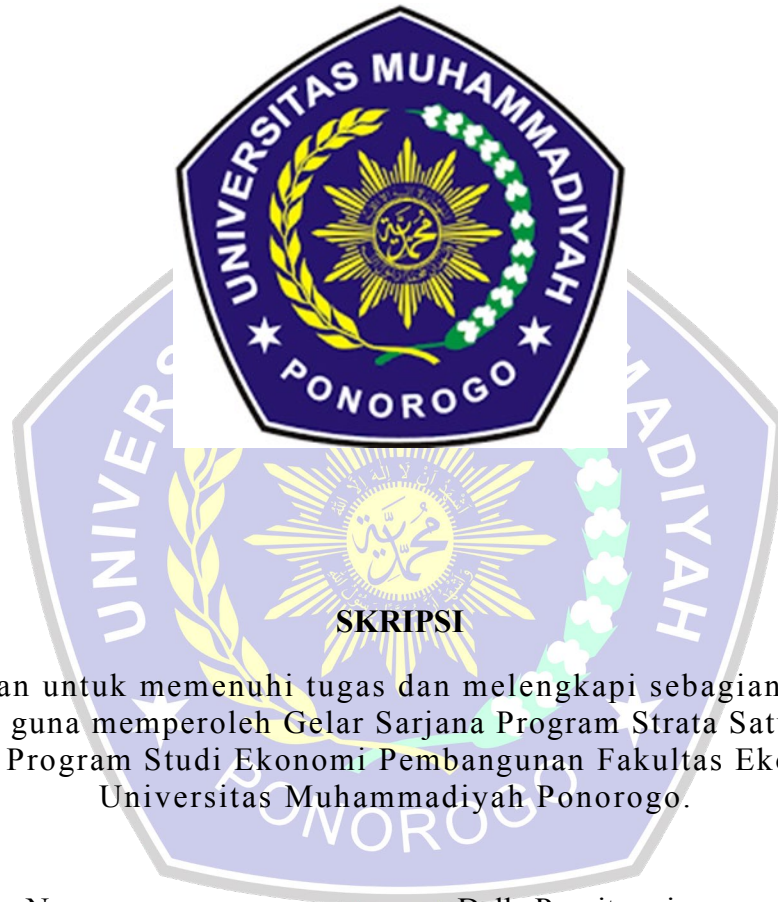 UNIVERSITAS MUHAMMADIYAH
PONOROGO
SKRIPSI
an untuk memenuhi tugas dan melengkapi sebagian
guna memperoleh Gelar Sarjana Program Strata Sat
Program Studi Ekonomi Pembangunan Fakultas Eko
Universitas Muhammadiyah Ponorogo.